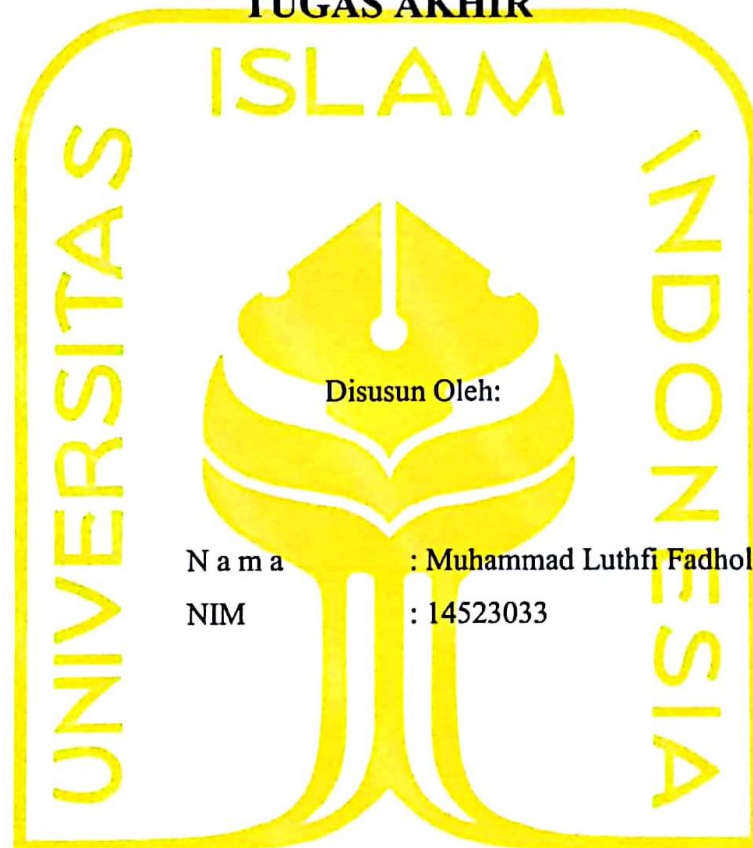 TUGAS AKHIR
ISLAM
UNIVERSITAS
INDONESIA
Disusun Oleh:
N a m a : Muhammad Luthfi Fadhol
NIM : 14523033